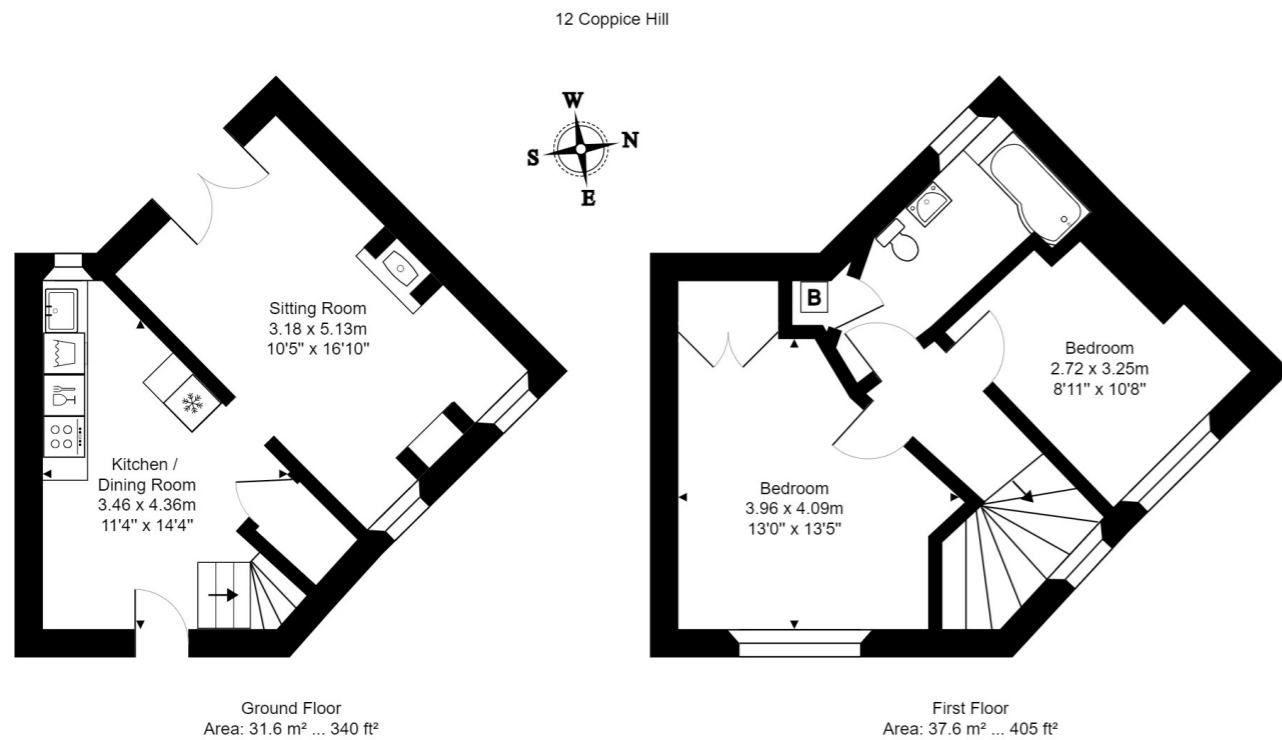 12 Coppice Hill
W
N
S
E
Sitting Room
3.18 x 5.13m
10'5" x 16'10"
Kitchen /
Dining Room
3.46 x 4.36m
11'4" x 14'4"
B
Bedroom
2.72 x 3.25m
8'11" x 10'8"
Bedroom
3.96 x 4.09m
13'0" x 13'5"
Ground Floor
Area: 31.6 m² ... 340 ft²
First Floor
Area: 37.6 m² ... 405 ft²